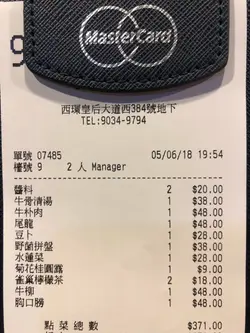 MasterCard
西環皇后大道西384號地下
TEL:9034-9794
單號 07485 05/06/18 19:54
檯號 9 2 人 Manager
醬料 2 $20.00
牛骨清湯 1 $38.00
牛朴肉 1 $48.00
尾龍 1 $48.00
豆卜 1 $28.00
野菌拼盤 1 $38.00
水蓮菜 1 $28.00
菊花桂圓露 1 $9.00
雀巢檸檬茶 2 $18.00
牛柳 1 $48.00
胸口朥 1 $48.00
點菜總數 $371.00